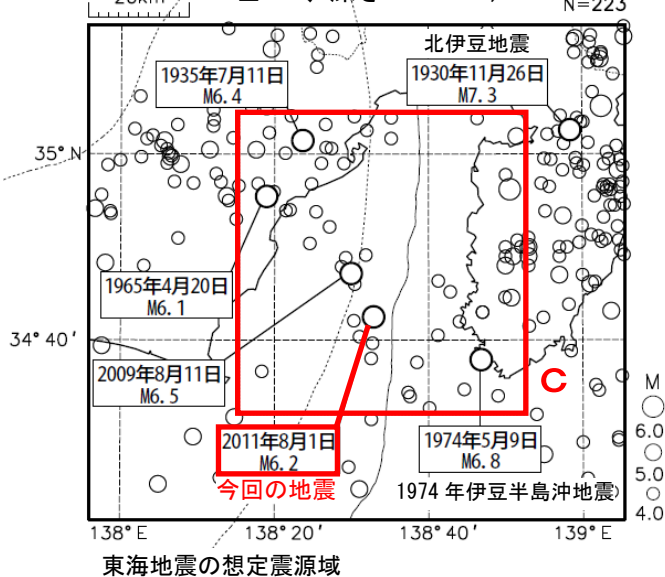 N=223
北伊豆地震
1935年7月11日
M6.4
1930年11月26日
M7.3
35°N
1965年4月20日
M6.1
34°40′
2009年8月11日
M6.5
C
M
6.0
5.0
4.0
2011年8月1日
M6.2
今回の地震
1974年5月9日
M6.8
1974年伊豆半島沖地震
138°E
138°20′
138°40′
139°E
東海地震の想定震源域